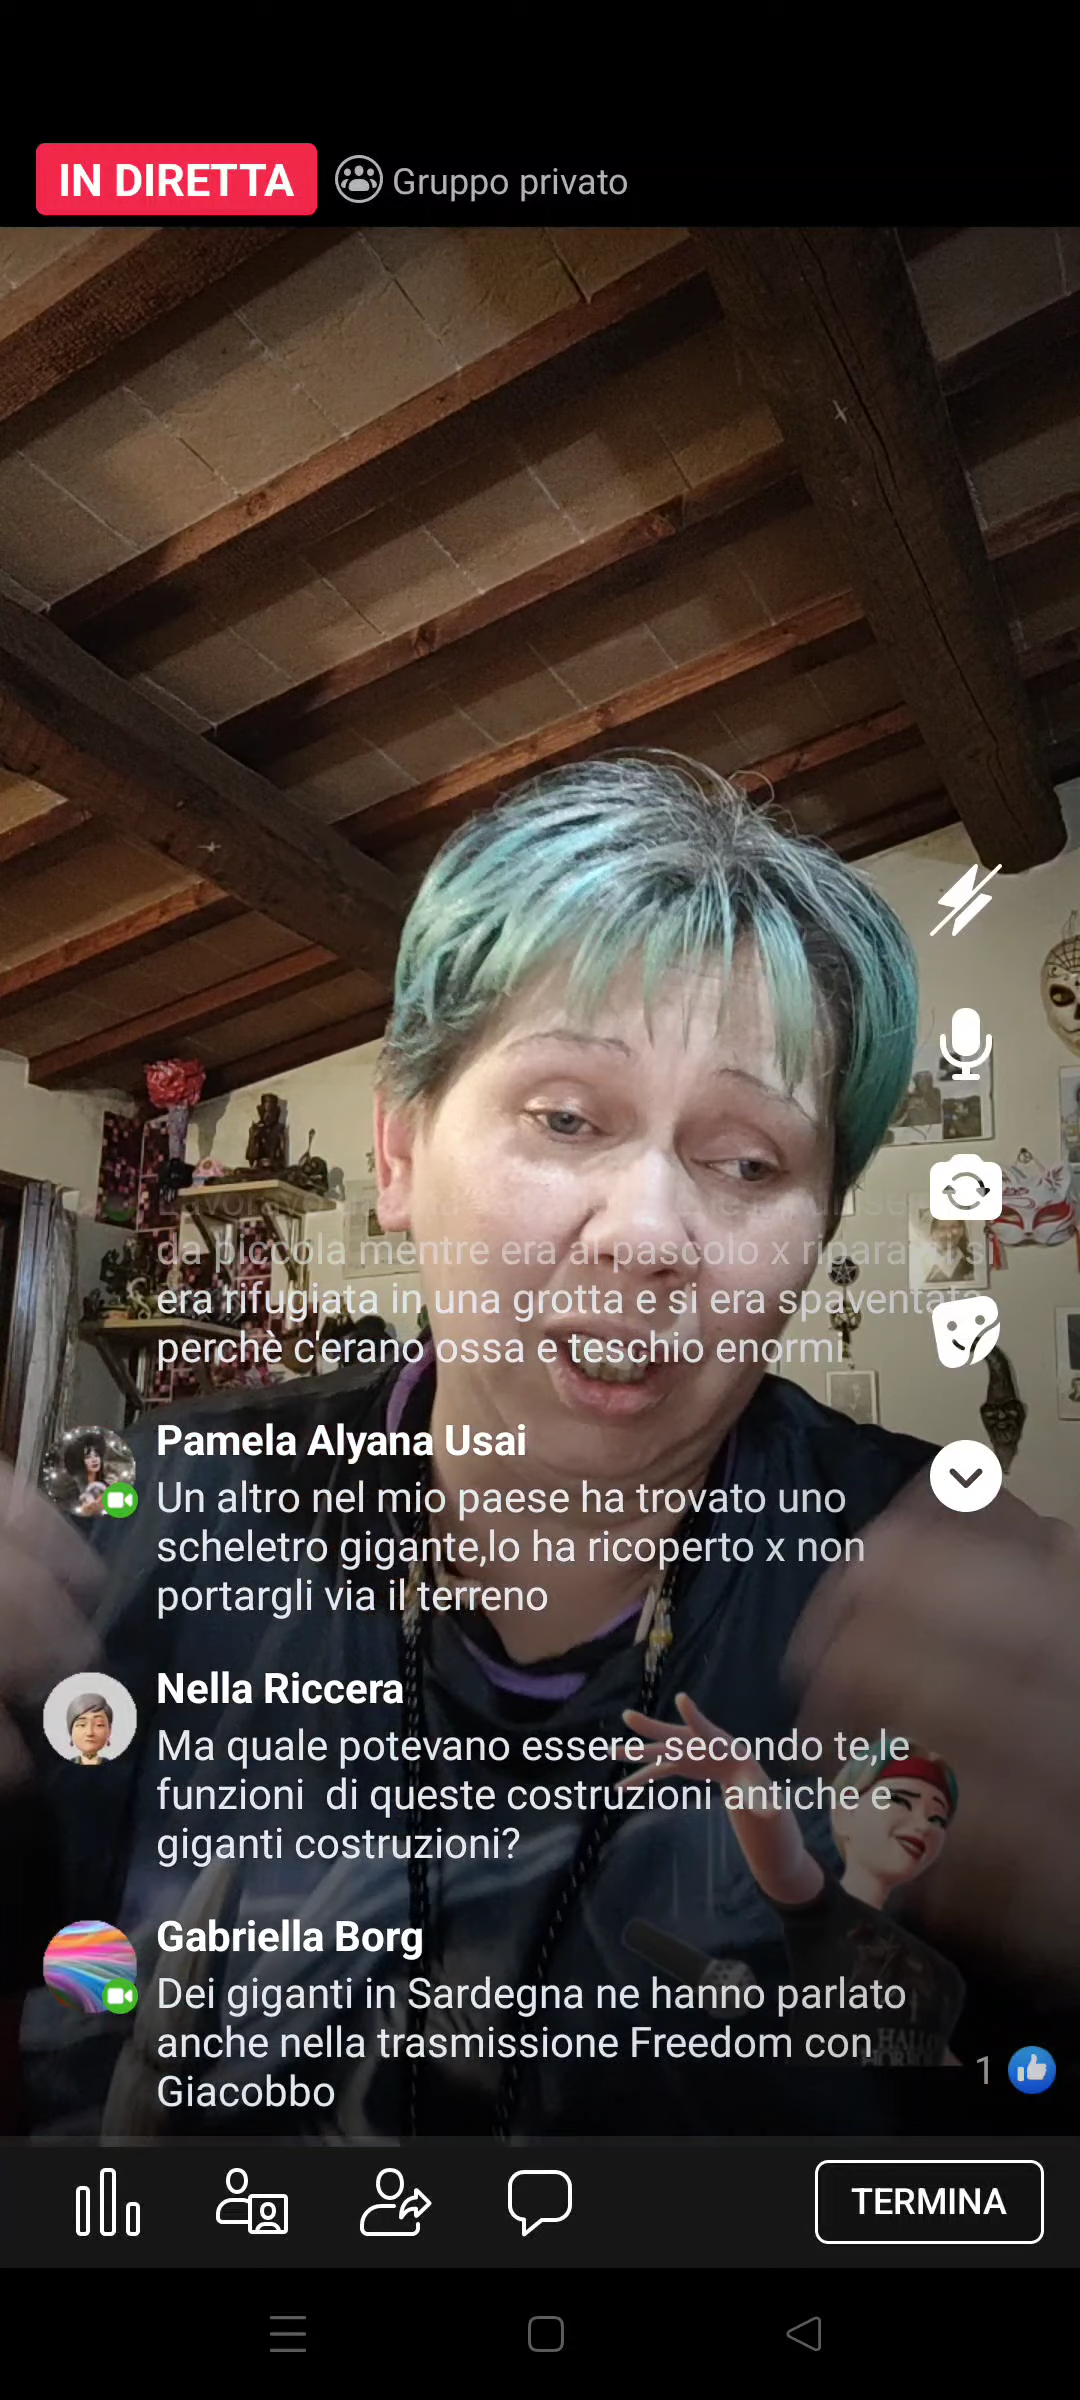 IN DIRETTA
Gruppo privato
da piccola mentre era al pascolo x ripararsi si
era rifugiata in una grotta e si era spaventata
perchè c'erano ossa e teschio enormi
Pamela Alyana Usai
Un altro nel mio paese ha trovato uno
scheletro gigante,lo ha ricoperto x non
portargli via il terreno
Nella Riccera
Ma quale potevano essere ,secondo te,le
funzioni  di queste costruzioni antiche e
giganti costruzioni?
Gabriella Borg
Dei giganti in Sardegna ne hanno parlato
anche nella trasmissione Freedom con
Giacobbo
1
TERMINA